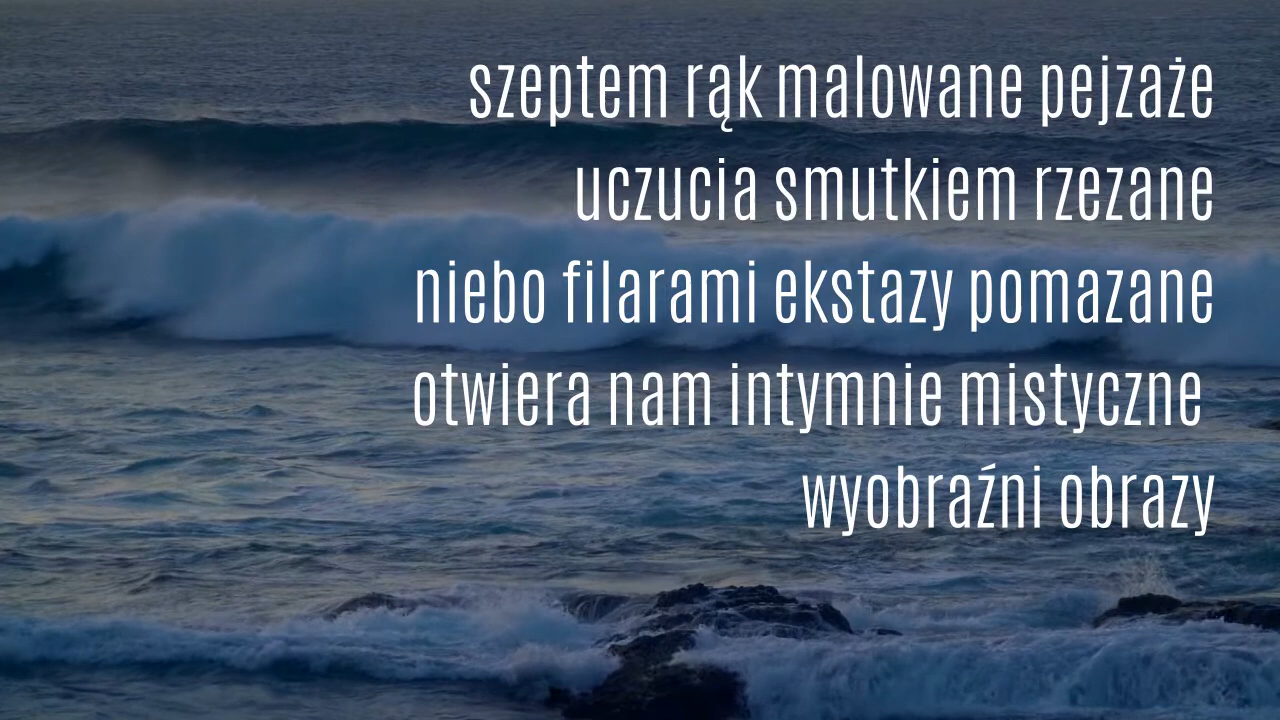 szeptem rąk malowane pejzaże
uczucia smutkiem rzezane
niebo filarami ekstazy pomazane
otwiera nam intymnie mistyczne
wyobraźni obrazy